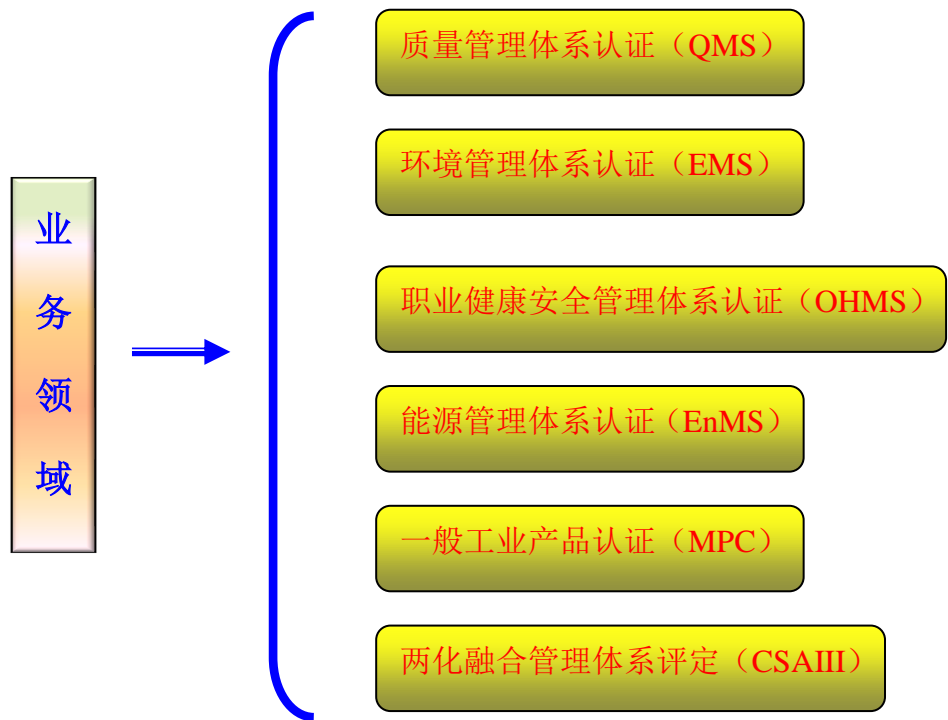 业务领域
质量管理体系认证（QMS）
环境管理体系认证（EMS）
职业健康安全管理体系认证（OHMS）
能源管理体系认证（EnMS）
一般工业产品认证（MPC）
两化融合管理体系评定（CSAIII）